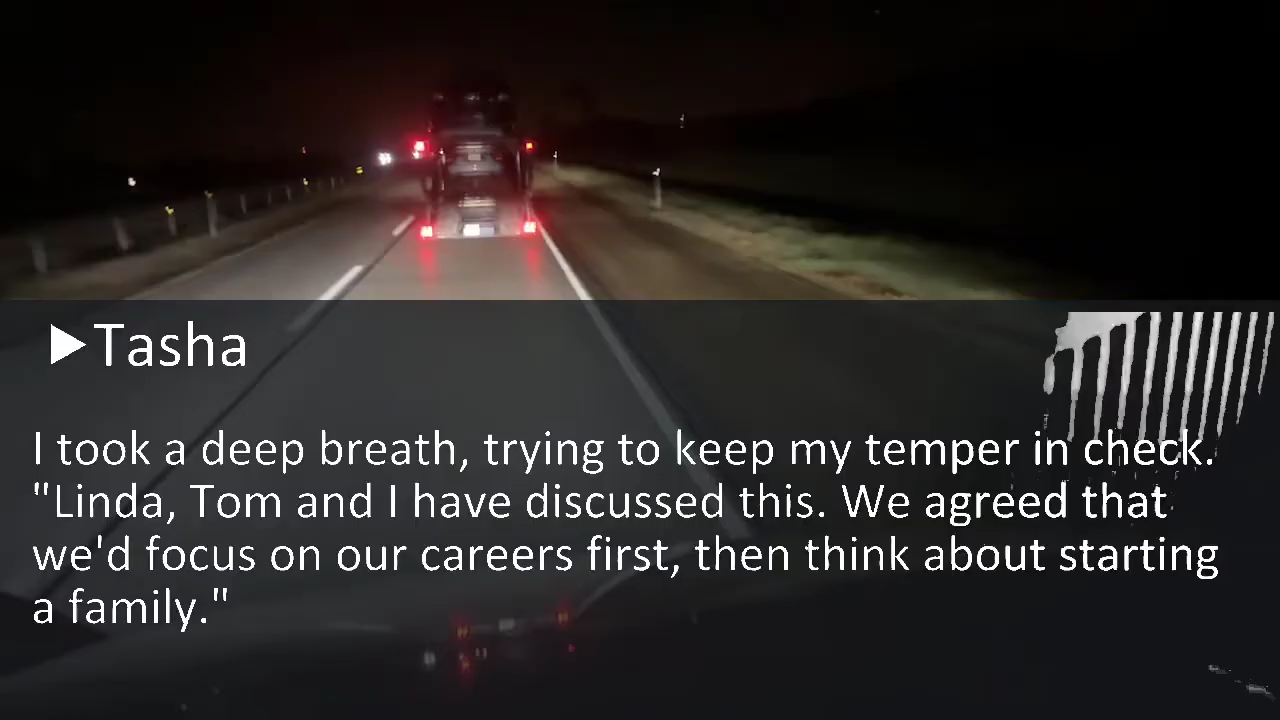 ▶Tasha
I took a deep breath, trying to keep my temper in check.
"Linda, Tom and I have discussed this. We agreed that
we'd focus on our careers first, then think about starting
a family."